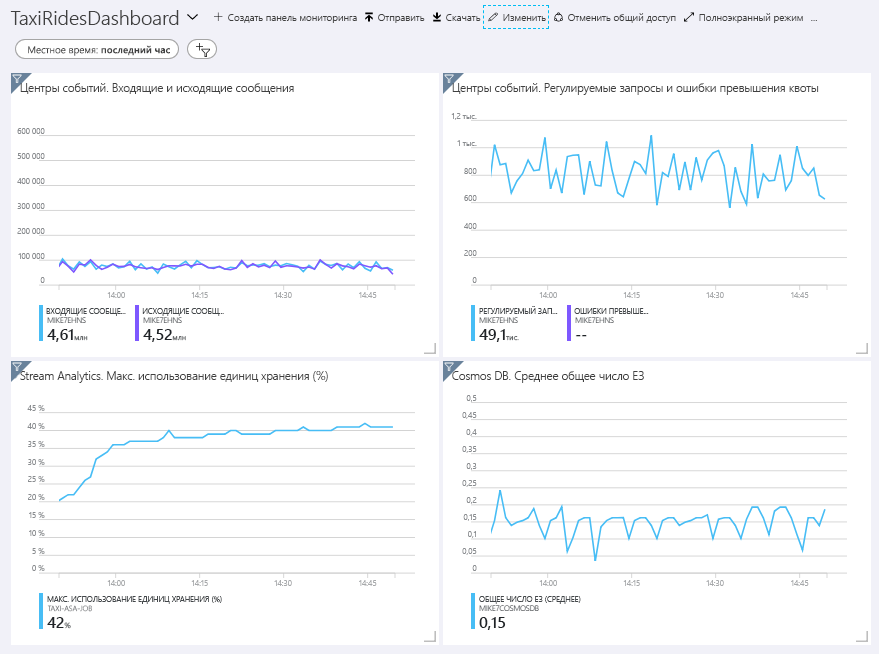 TaxiRidesDashboard
Создать панель мониторинга Отправить Скачать Изменить Отменить общий доступ Полноэкранный режим ...
Местное время: последний час
Центры событий. Входящие и исходящие сообщения
600 000
500 000
400 000
300 000
200 000
100 000
0
14:00 14:15 14:30 14:45
ВХОДЯЩИЕ СООБЩЕ...
MIKE7EHNS
4,61млн
ИСХОДЯЩИЕ СООБЩ...
MIKE7EHNS
4,52млн
Центры событий. Регулируемые запросы и ошибки превышения квоты
1,2 тыс.
1 тыс.
800
600
400
200
0
14:00 14:15 14:30 14:45
РЕГУЛИРУЕМЫЙ ЗАП...
MIKE7EHNS
49,1тыс.
ОШИБКИ ПРЕВЫШЕ...
MIKE7EHNS
--
Stream Analytics. Макс. использование единиц хранения (%)
45 %
40 %
35 %
30 %
25 %
20 %
15 %
10 %
5 %
0 %
14:00 14:15 14:30 14:45
МАКС. ИСПОЛЬЗОВАНИЕ ЕДИНИЦ ХРАНЕНИЯ (%)
TAXI-ASA-JOB
42%
Cosmos DB. Среднее общее число ЕЗ
0,5
0,45
0,4
0,35
0,3
0,25
0,2
0,15
0,1
0,05
0
14:00 14:15 14:30 14:45
ОБЩЕЕ ЧИСЛО ЕЗ (СРЕДНЕЕ)
MIKE7COSMOSDB
0,15